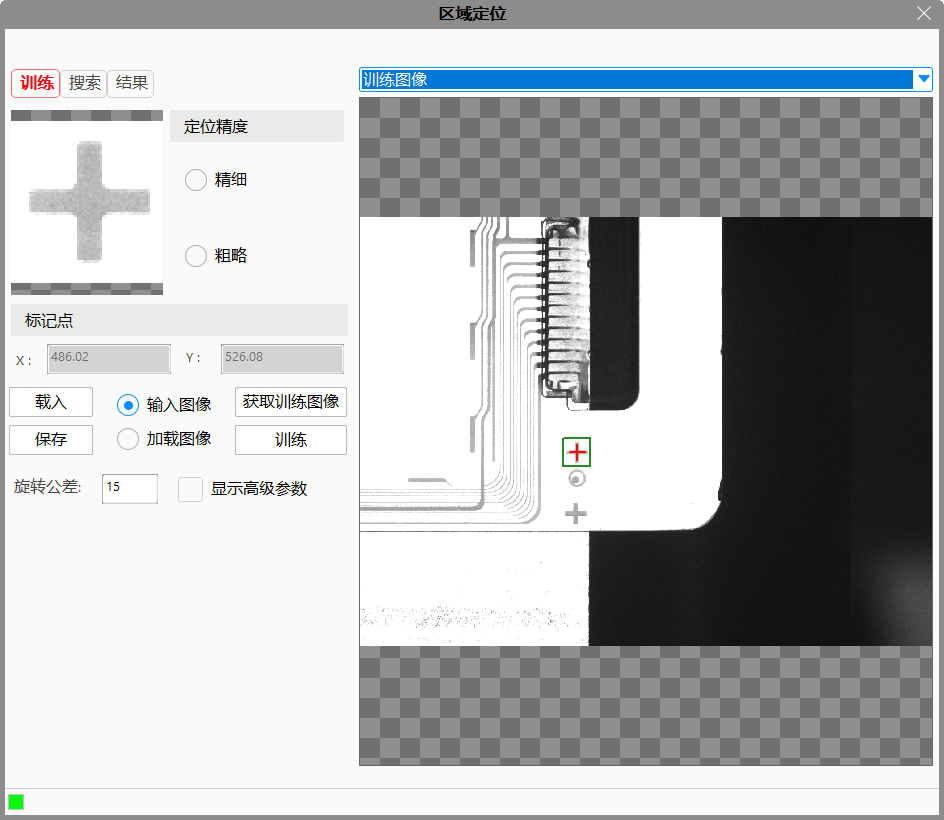 区域定位
训练 搜索 结果
训练图像
定位精度
精细
粗略
标记点
X : 486.02 Y : 526.08
载入 输入图像 获取训练图像
保存 加载图像 训练
旋转公差: 15 显示高级参数